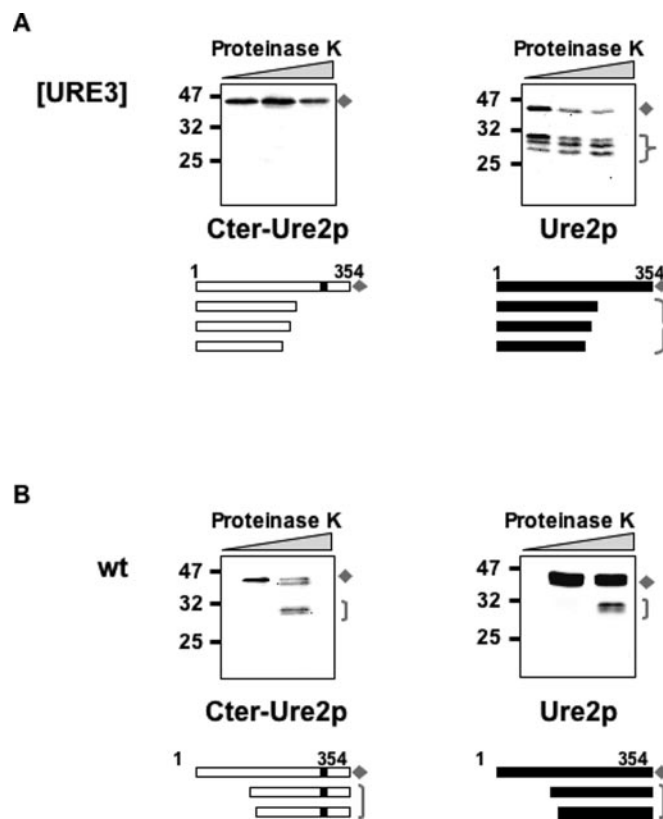 A
[URE3]
Proteinase K
47
32
25
Cter-Ure2p
1 354
Proteinase K
47
32
25
Ure2p
1 354
B
wt
Proteinase K
47
32
25
Cter-Ure2p
1 354
Proteinase K
47
32
25
Ure2p
1 354